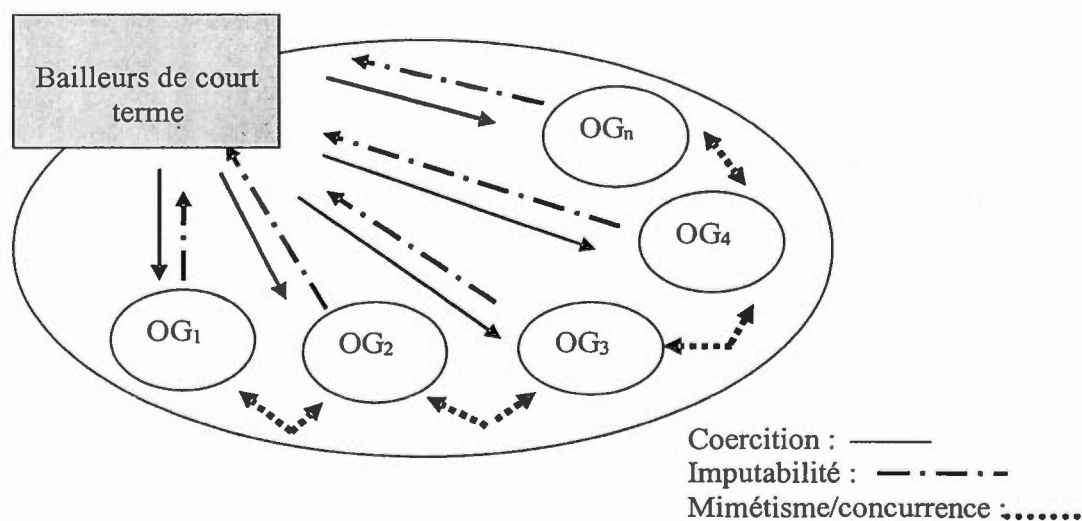 Bailleurs de court
terme
OGn
OG4
OG1
OG2
OG3
Coercition :
Imputabilité :
Mimétisme/concurrence :